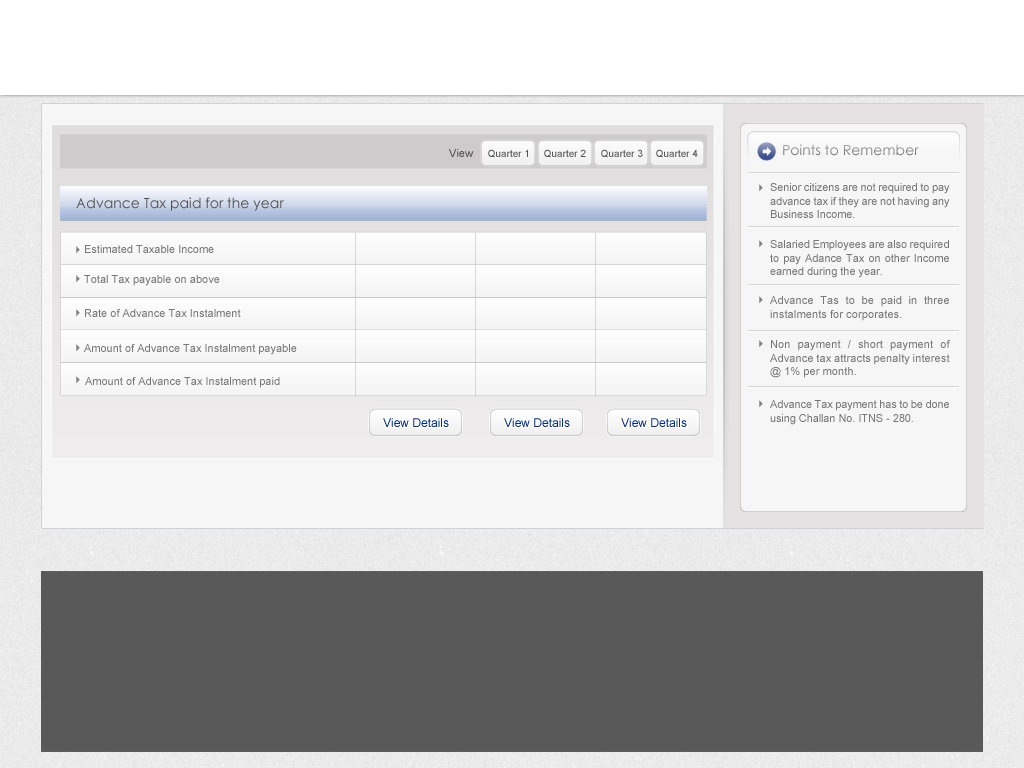 View Quarter 1 Quarter 2 Quarter 3 Quarter 4
Advance Tax paid for the year
Estimated Taxable Income
Total Tax payable on above
Rate of Advance Tax Instalment
Amount of Advance Tax Instalment payable
Amount of Advance Tax Instalment paid
View Details View Details View Details
Points to Remember
Senior citizens are not required to pay
advance tax if they are not having any
Business Income.
Salaried Employees are also required
to pay Adance Tax on other Income
earned during the year.
Advance Tas to be paid in three
instalments for corporates.
Non payment / short payment of
Advance tax attracts penalty interest
@ 1% per month.
Advance Tax payment has to be done
using Challan No. ITNS - 280.